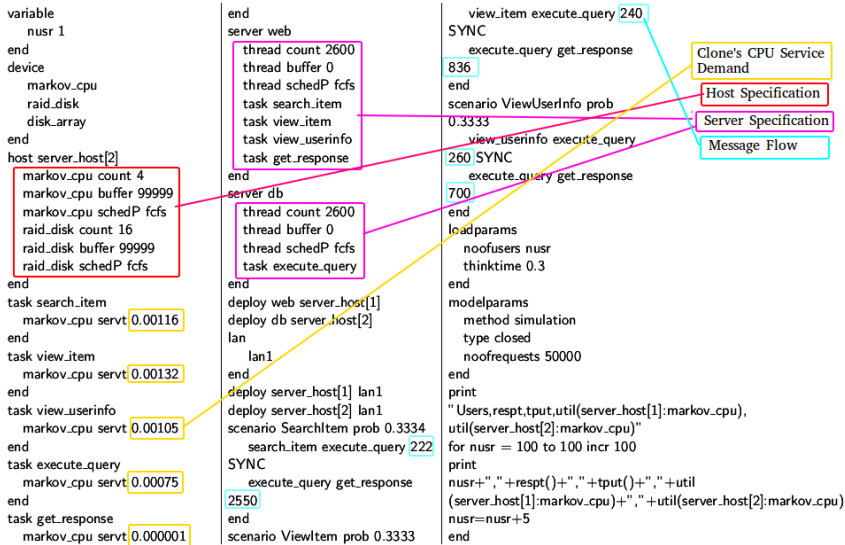 variable
nusr 1
end
device
markov_cpu
raid_disk
disk_array
end
host server_host[2]
markov_cpu count 4
markov_cpu buffer 99999
markov_cpu schedP fcfs
raid_disk count 16
raid_disk buffer 99999
raid_disk schedP fcfs
end
task search_item
markov_cpu servt 0.00116
end
task view_item
markov_cpu servt 0.00132
end
task view_userinfo
markov_cpu servt 0.00105
end
task execute_query
markov_cpu servt 0.00075
end
task get_response
markov_cpu servt 0.000001
end
server web
thread count 2600
thread buffer 0
thread schedP fcfs
task search_item
task view_item
task view_userinfo
task get_response
end
server db
thread count 2600
thread buffer 0
thread schedP fcfs
task execute_query
end
deploy web server_host[1]
deploy db server_host[2]
lan
lan1
end
deploy server_host[1] lan1
deploy server_host[2] lan1
scenario SearchItem prob 0.3334
search_item execute_query 222
SYNC
execute_query get_response
2550
end
scenario ViewItem prob 0.3333
view_item execute_query 240
SYNC
execute_query get_response
836
end
scenario ViewUserInfo prob
0.3333
view_userinfo execute_query
260 SYNC
execute_query get_response
700
end
loadparams
noofusers nusr
thinktime 0.3
end
modelparams
method simulation
type closed
noofrequests 50000
end
print
"Users,respt,tput,util(server_host[1]:markov_cpu),
util(server_host[2]:markov_cpu)"
for nusr = 100 to 100 incr 100
print
nusr+","+respt()+","+tput()+","+util
(server_host[1]:markov_cpu)+","+util(server_host[2]:markov_cpu)
nusr=nusr+5
end
Clone's CPU Service
Demand
Host Specification
Server Specification
Message Flow